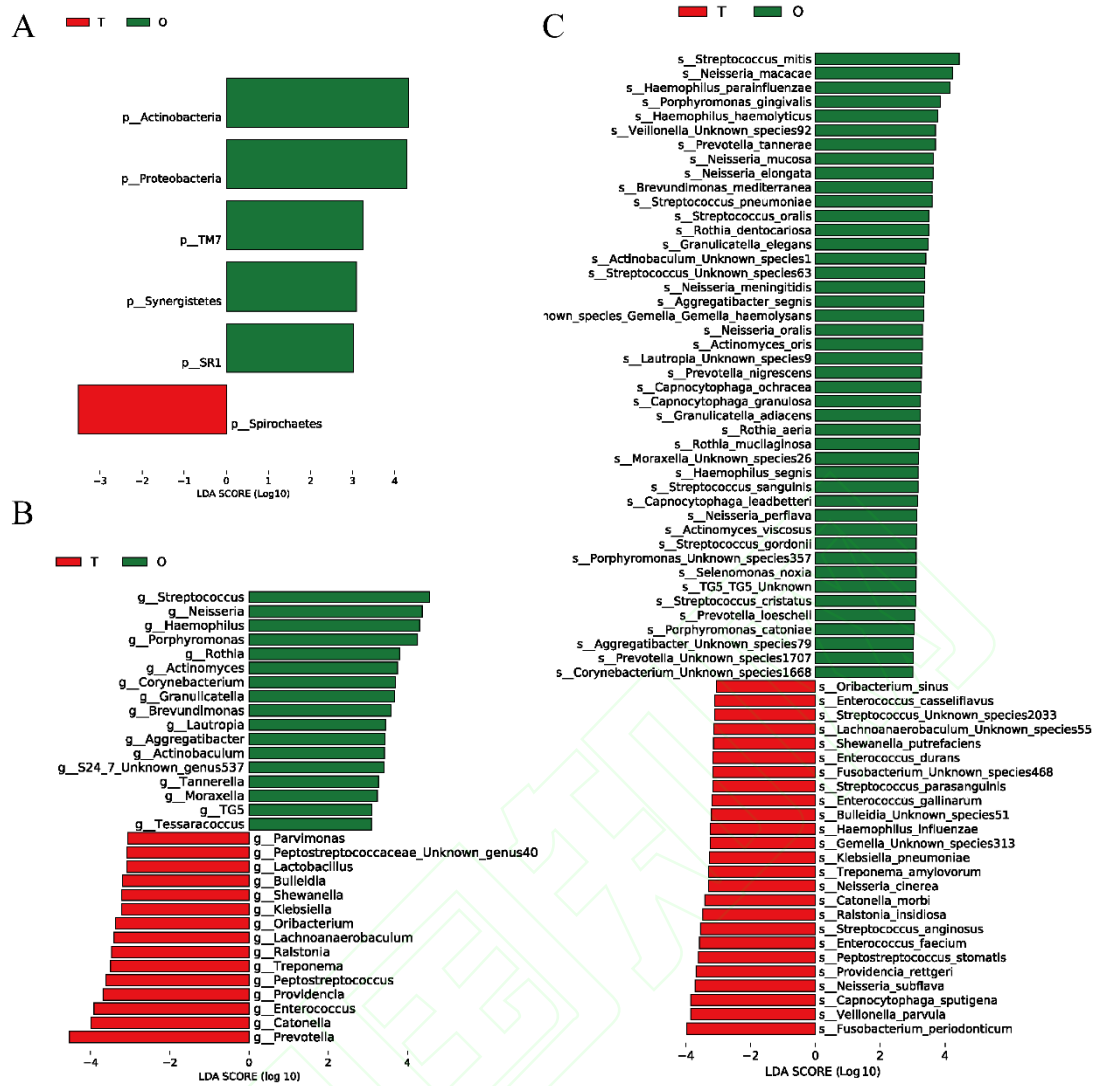 A
T O
p__Actinobacteria
p__Proteobacteria
p__TM7
p__Synergistetes
p__SR1
p__Spirochaetes
−3 −2 −1 0 1 2 3 4
LDA SCORE (Log10)
B
T O
g__Streptococcus
g__Neisseria
g__Haemophilus
g__Porphyromonas
g__Rothia
g__Actinomyces
g__Corynebacterium
g__Granulicatella
g__Brevundimonas
g__Lautropia
g__Aggregatibacter
g__Actinobaculum
g__S24_7_Unknown_genus537
g__Tannerella
g__Moraxella
g__TG5
g__Tessaracoccus
g__Parvimonas
g__Peptostreptococcaceae_Unknown_genus40
g__Lactobacillus
g__Bulleidia
g__Shewanella
g__Klebsiella
g__Oribacterium
g__Lachnoanaerobaculum
g__Ralstonia
g__Treponema
g__Peptostreptococcus
g__Providencia
g__Enterococcus
g__Catonella
g__Prevotella
−4 −2 0 2 4
LDA SCORE (log 10)
C
T O
s__Streptococcus_mitis
s__Neisseria_macacae
s__Haemophilus_parainfluenzae
s__Porphyromonas_gingivalis
s__Haemophilus_haemolyticus
s__Veillonella_Unknown_species92
s__Prevotella_tannerae
s__Neisseria_mucosa
s__Neisseria_elongata
s__Brevundimonas_mediterranea
s__Streptococcus_pneumoniae
s__Streptococcus_oralis
s__Rothia_dentocariosa
s__Granulicatella_elegans
s__Actinobaculum_Unknown_species1
s__Streptococcus_Unknown_species63
s__Neisseria_meningitidis
s__Aggregatibacter_segnis
nown_species_Gemella_Gemella_haemolysans
s__Neisseria_oralis
s__Actinomyces_oris
s__Lautropia_Unknown_species9
s__Prevotella_nigrescens
s__Capnocytophaga_ochracea
s__Capnocytophaga_granulosa
s__Granulicatella_adiacens
s__Rothia_aeria
s__Rothia_mucilaginosa
s__Moraxella_Unknown_species26
s__Haemophilus_segnis
s__Streptococcus_sanguinis
s__Capnocytophaga_leadbetteri
s__Neisseria_perflava
s__Actinomyces_viscosus
s__Streptococcus_gordonii
s__Porphyromonas_Unknown_species357
s__Selenomonas_noxia
s__TG5_TG5_Unknown
s__Streptococcus_cristatus
s__Prevotella_loescheii
s__Porphyromonas_catoniae
s__Aggregatibacter_Unknown_species79
s__Prevotella_Unknown_species1707
s__Corynebacterium_Unknown_species1668
s__Oribacterium_sinus
s__Enterococcus_casseliflavus
s__Streptococcus_Unknown_species2033
s__Lachnoanaerobaculum_Unknown_species55
s__Shewanella_putrefaciens
s__Enterococcus_durans
s__Fusobacterium_Unknown_species468
s__Streptococcus_parasanguinis
s__Enterococcus_gallinarum
s__Bulleidia_Unknown_species51
s__Haemophilus_influenzae
s__Gemella_Unknown_species313
s__Klebsiella_pneumoniae
s__Treponema_amylovorum
s__Neisseria_cinerea
s__Catonella_morbi
s__Ralstonia_insidiosa
s__Streptococcus_anginosus
s__Enterococcus_faecium
s__Peptostreptococcus_stomatis
s__Providencia_rettgeri
s__Neisseria_subflava
s__Capnocytophaga_sputigena
s__Veillonella_parvula
s__Fusobacterium_periodonticum
−4 −2 0 2 4
LDA SCORE (Log10)